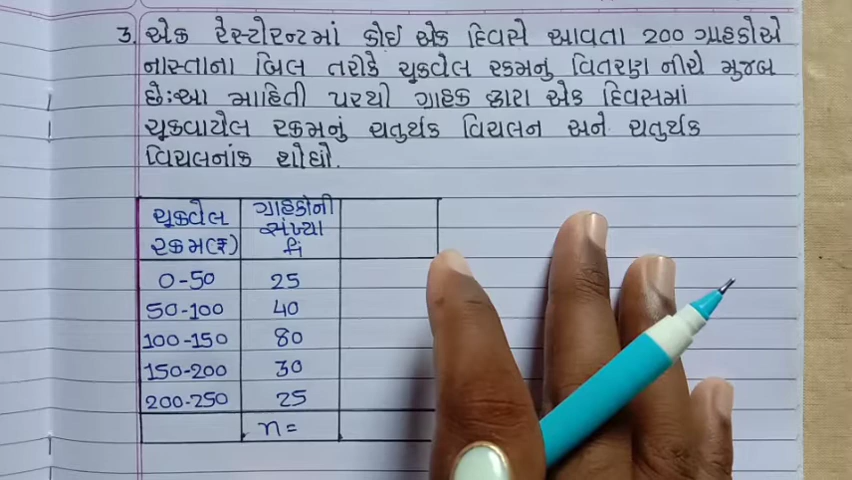 3. એક રેસ્ટોરન્ટમાં કોઈ એક દિવસે આવતા 200 ગ્રાહકોએ
નાસ્તાના બિલ તરીકે ચૂકવેલ રકમનુ વિતરણ નીચે મુજબ
છેઃઆ માહિતી પરથી ગ્રાહક દ્વારા એક દિવસમાં
ચૂકવાયેલ રકમનું ચતુર્થક વિચલન અને ચતુર્થક
વિચલનાંક શોધો.
ચૂકવેલ રકમ(₹) ગ્રાહકોની સંખ્યા fi
0-50 25
50-100 40
100-150 80
150-200 30
200-250 25
n=